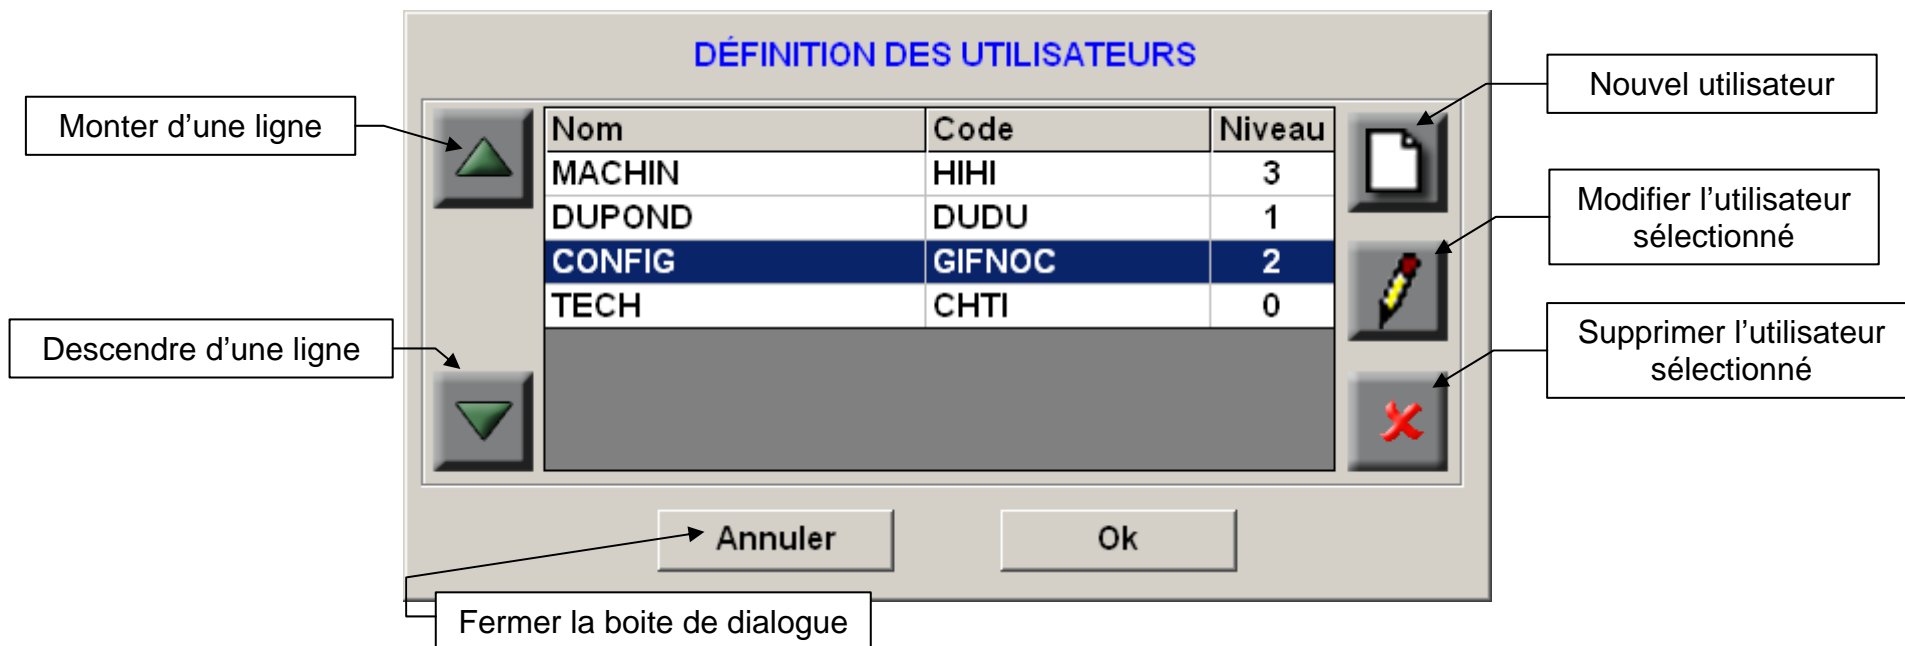 DÉFINITION DES UTILISATEURS
Monter d’une ligne
Nouvel utilisateur
Nom Code Niveau
MACHIN HIHI 3
DUPOND DUDU 1
CONFIG GIFNOC 2
TECH CHTI 0
Modifier l’utilisateur
sélectionné
Descendre d’une ligne
Supprimer l’utilisateur
sélectionné
Annuler Ok
Fermer la boite de dialogue